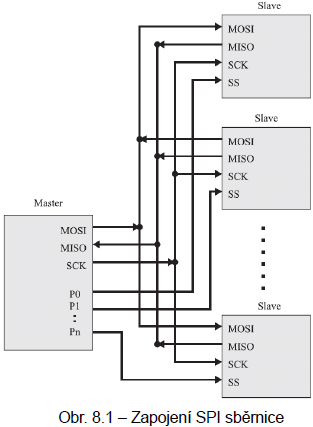 Slave
MOSI
MISO
SCK
SS
Slave
MOSI
MISO
SCK
SS
Master
MOSI
MISO
SCK
P0
P1
Pn
Slave
MOSI
MISO
SCK
SS
Obr. 8.1 – Zapojení SPI sběrnice